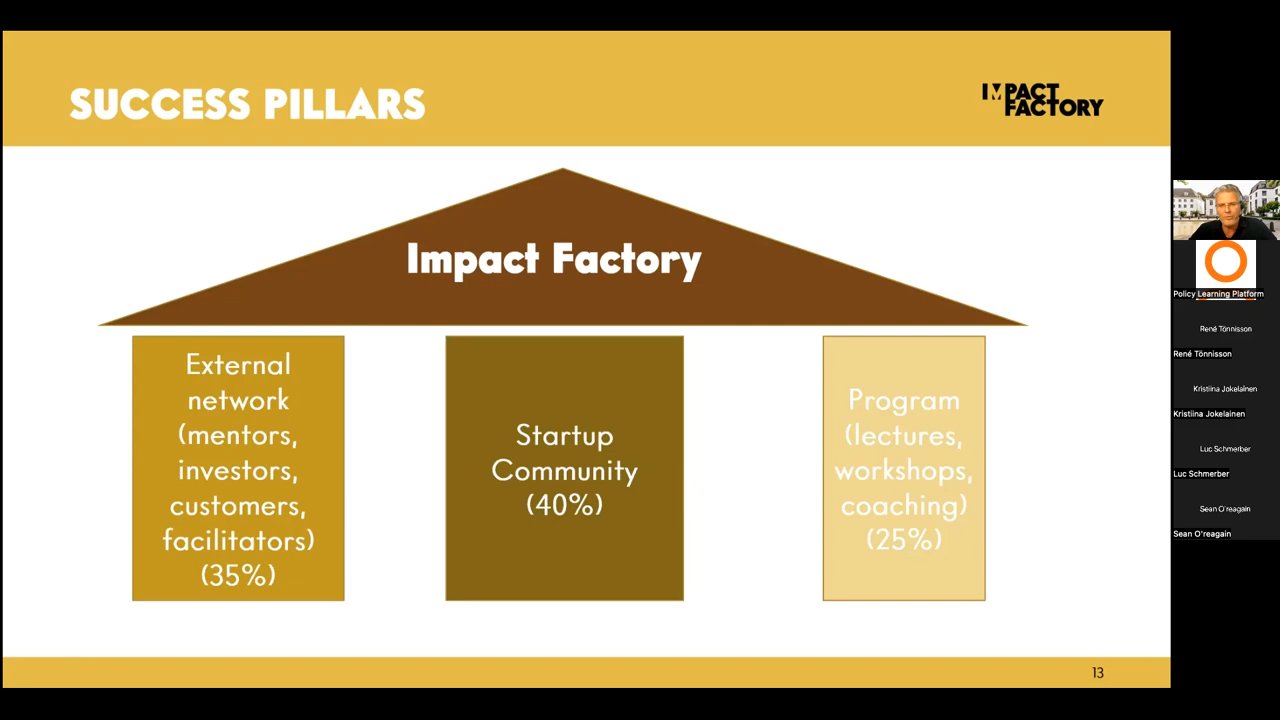 SUCCESS PILLARS
IMPACT
FACTORY
Impact Factory
External
network
(mentors,
investors,
customers,
facilitators)
(35%)
Startup
Community
(40%)
Program
(lectures,
workshops,
coaching)
(25%)
13
Policy Learning Platform
René Tönnisson
René Tönnisson
Kristiina Jokelainen
Kristiina Jokelainen
Luc Schmerber
Luc Schmerber
Sean O'reagain
Sean O'reagain